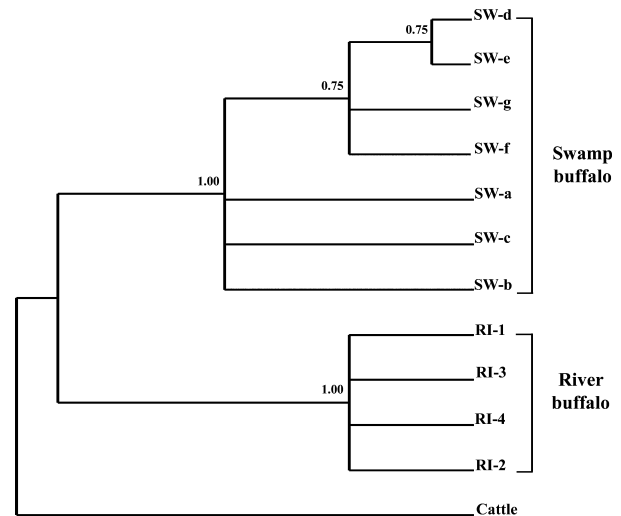 SW-d
0.75
SW-e
0.75
SW-g
SW-f
Swamp
buffalo
1.00
SW-a
SW-c
SW-b
RI-1
RI-3
River
buffalo
1.00
RI-4
RI-2
Cattle